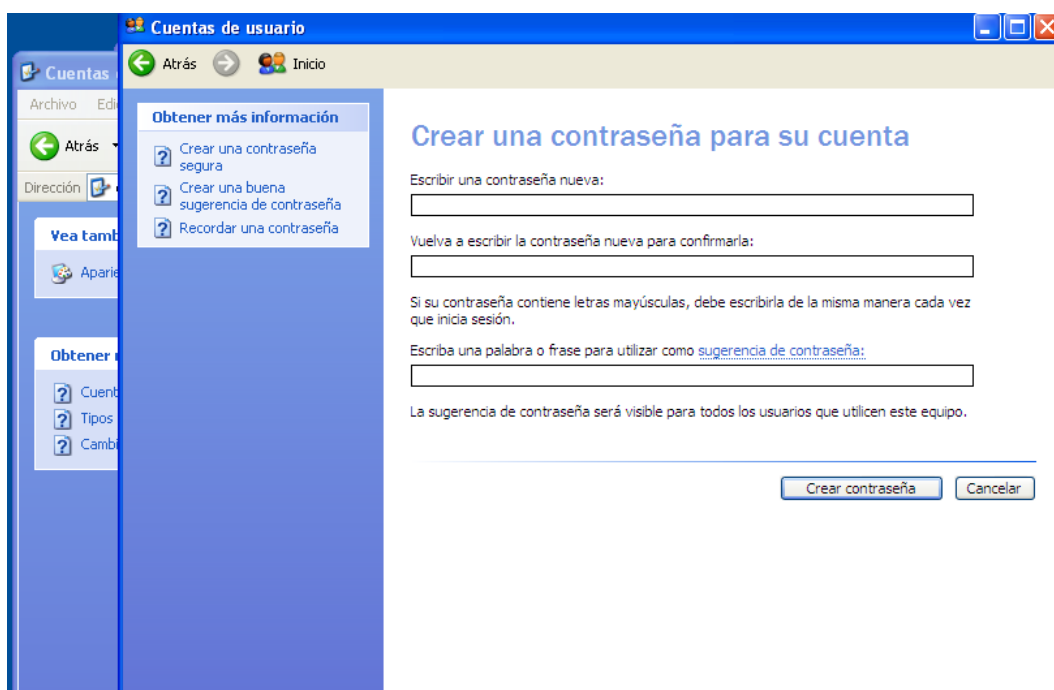 Cuentas de usuario
Atrás
Inicio
Cuentas
Archivo
Atrás
Dirección
Vea
Obtener
Tipos
Obtener más información
Crear una contraseña
segura
Crear una buena
sugerencia de contraseña
Recordar una contraseña
Crear una contraseña para su cuenta
Escribir una contraseña nueva:
Vuelva a escribir la contraseña nueva para confirmarla:
Si su contraseña contiene letras mayúsculas, debe escribirla de la misma manera cada vez
que inicia sesión.
Escriba una palabra o frase para utilizar como sugerencia de contraseña:
La sugerencia de contraseña será visible para todos los usuarios que utilicen este equipo.
Crear contraseña
Cancelar